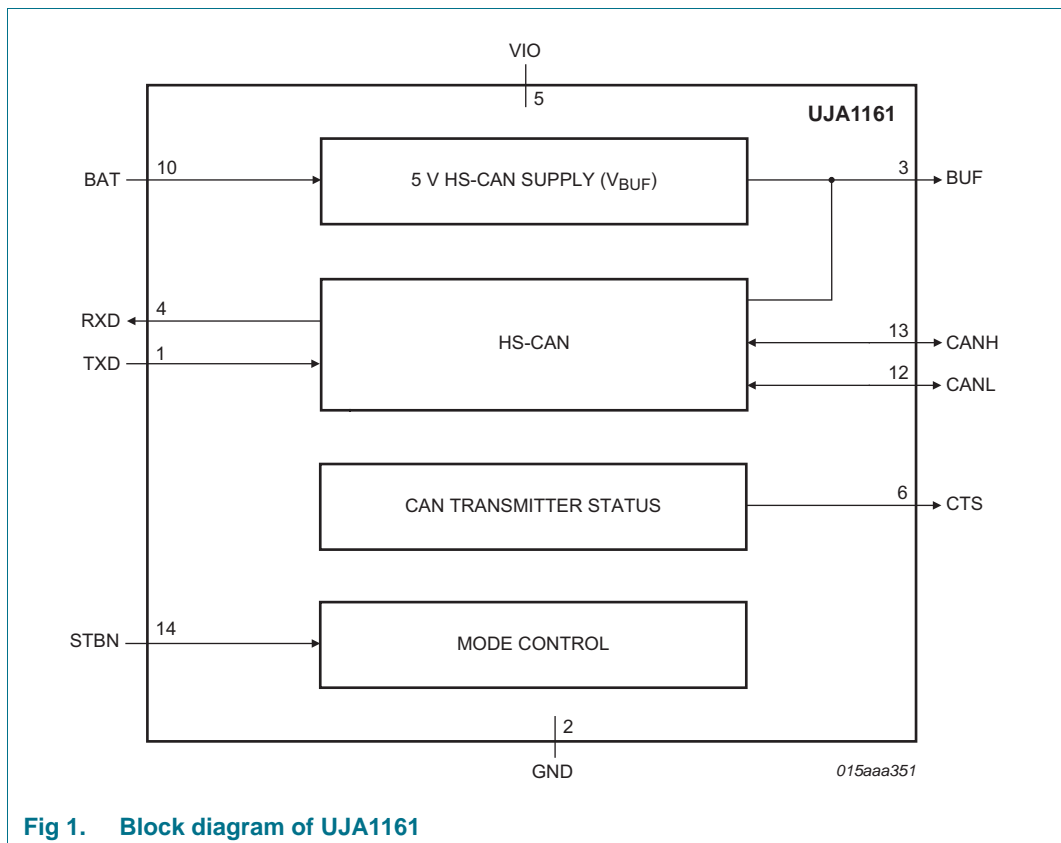 VIO
5
UJA1161
BAT
10
5 V HS-CAN SUPPLY (VBUF)
3
BUF
RXD
4
TXD
1
HS-CAN
13
CANH
12
CANL
CAN TRANSMITTER STATUS
6
CTS
STBN
14
MODE CONTROL
2
GND
015aaa351
Fig 1. Block diagram of UJA1161